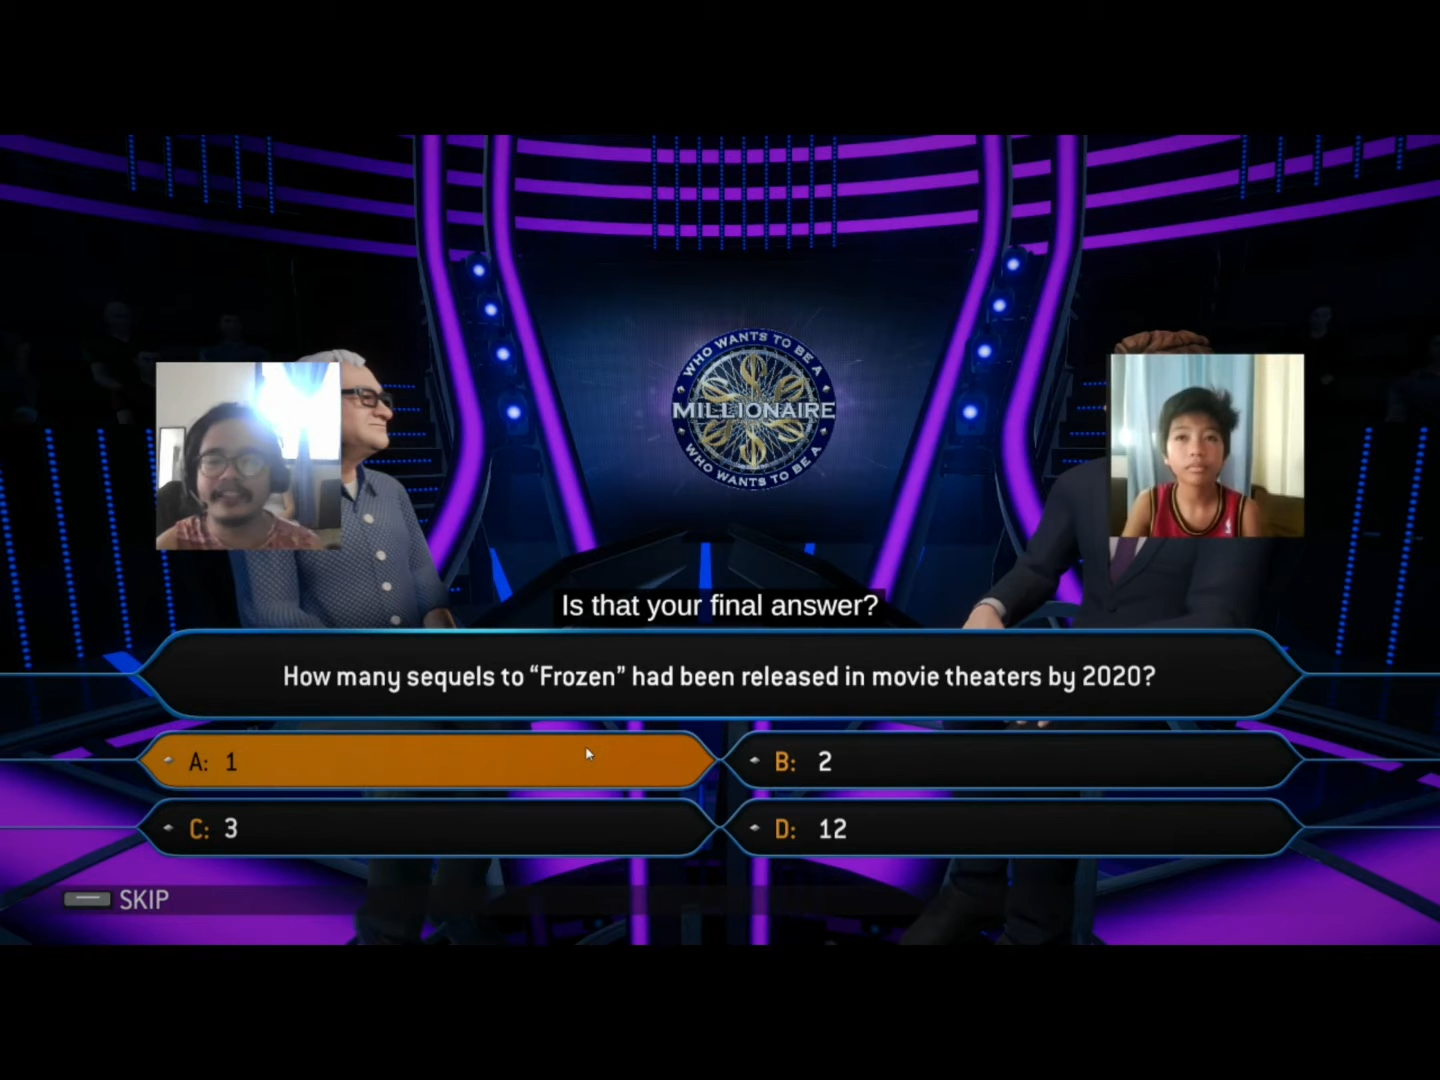 WHO WANTS TO BE A
MILLIONAIRE
WHO WANTS TO BE A
Is that your final answer?
How many sequels to “Frozen” had been released in movie theaters by 2020?
A: 1
B: 2
C: 3
D: 12
SKIP